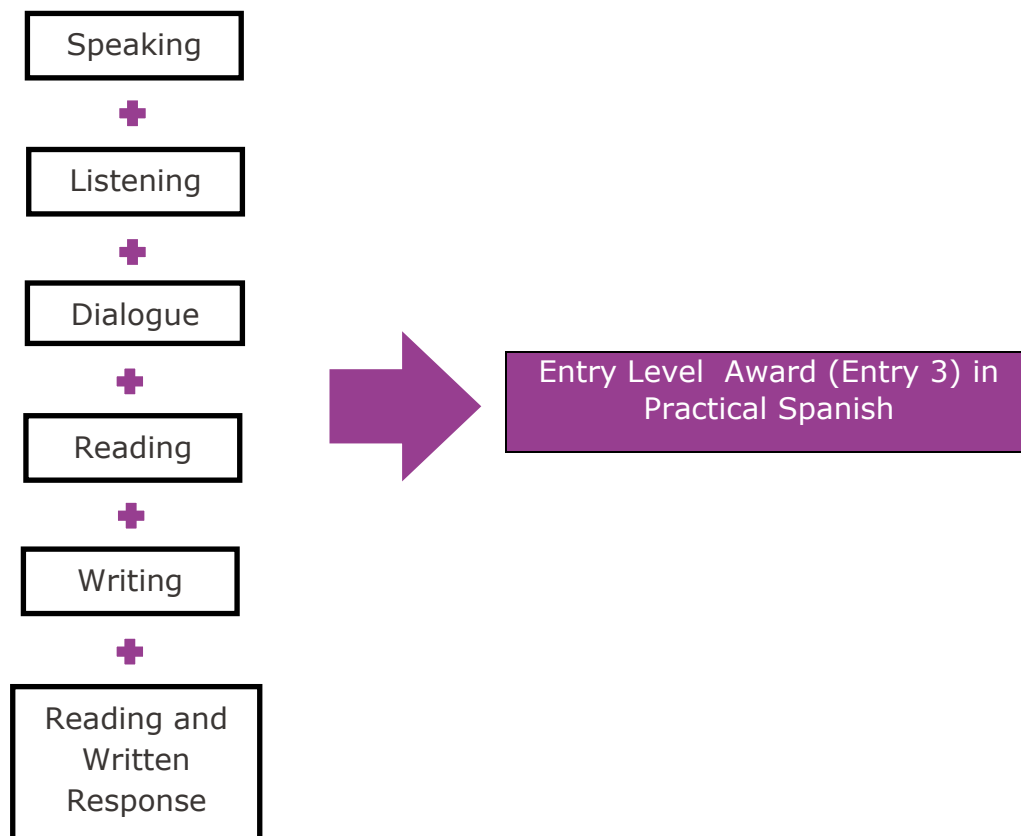 Speaking
Listening
Dialogue
Reading
Writing
Reading and
Written
Response
Entry Level  Award (Entry 3) in
Practical Spanish